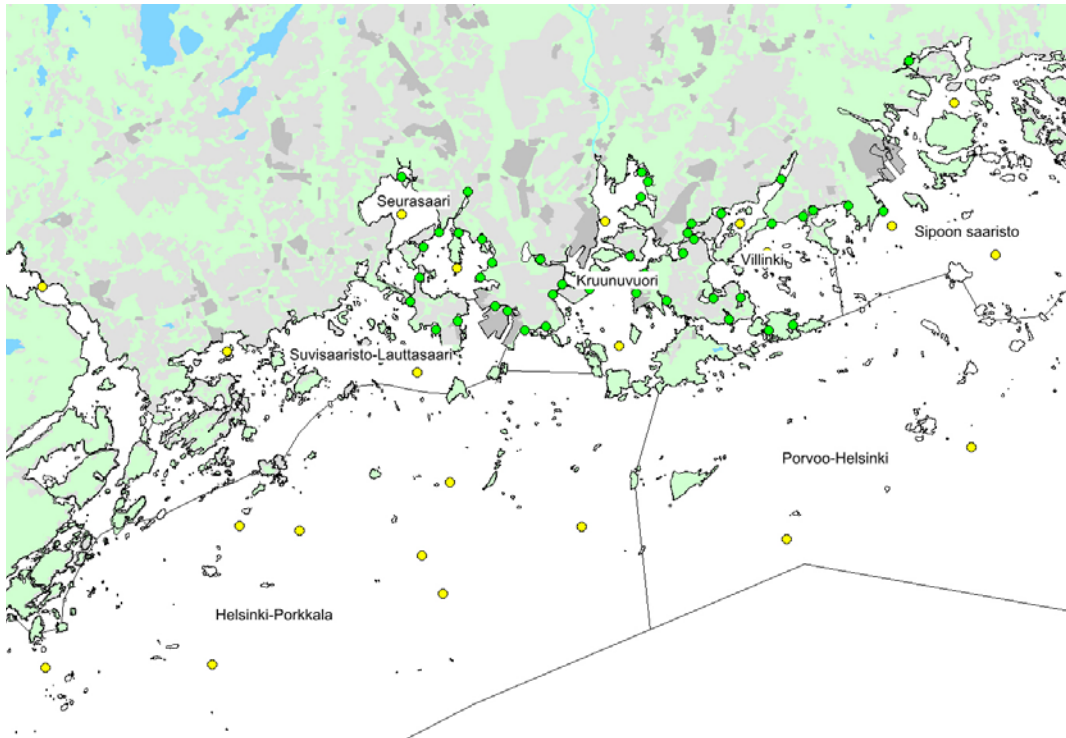 Seurasaari
Sipoon saaristo
Villinki
Kruunuvuori
Suvisaaristo-Lauttasaari
Porvoo-Helsinki
Helsinki-Porkkala